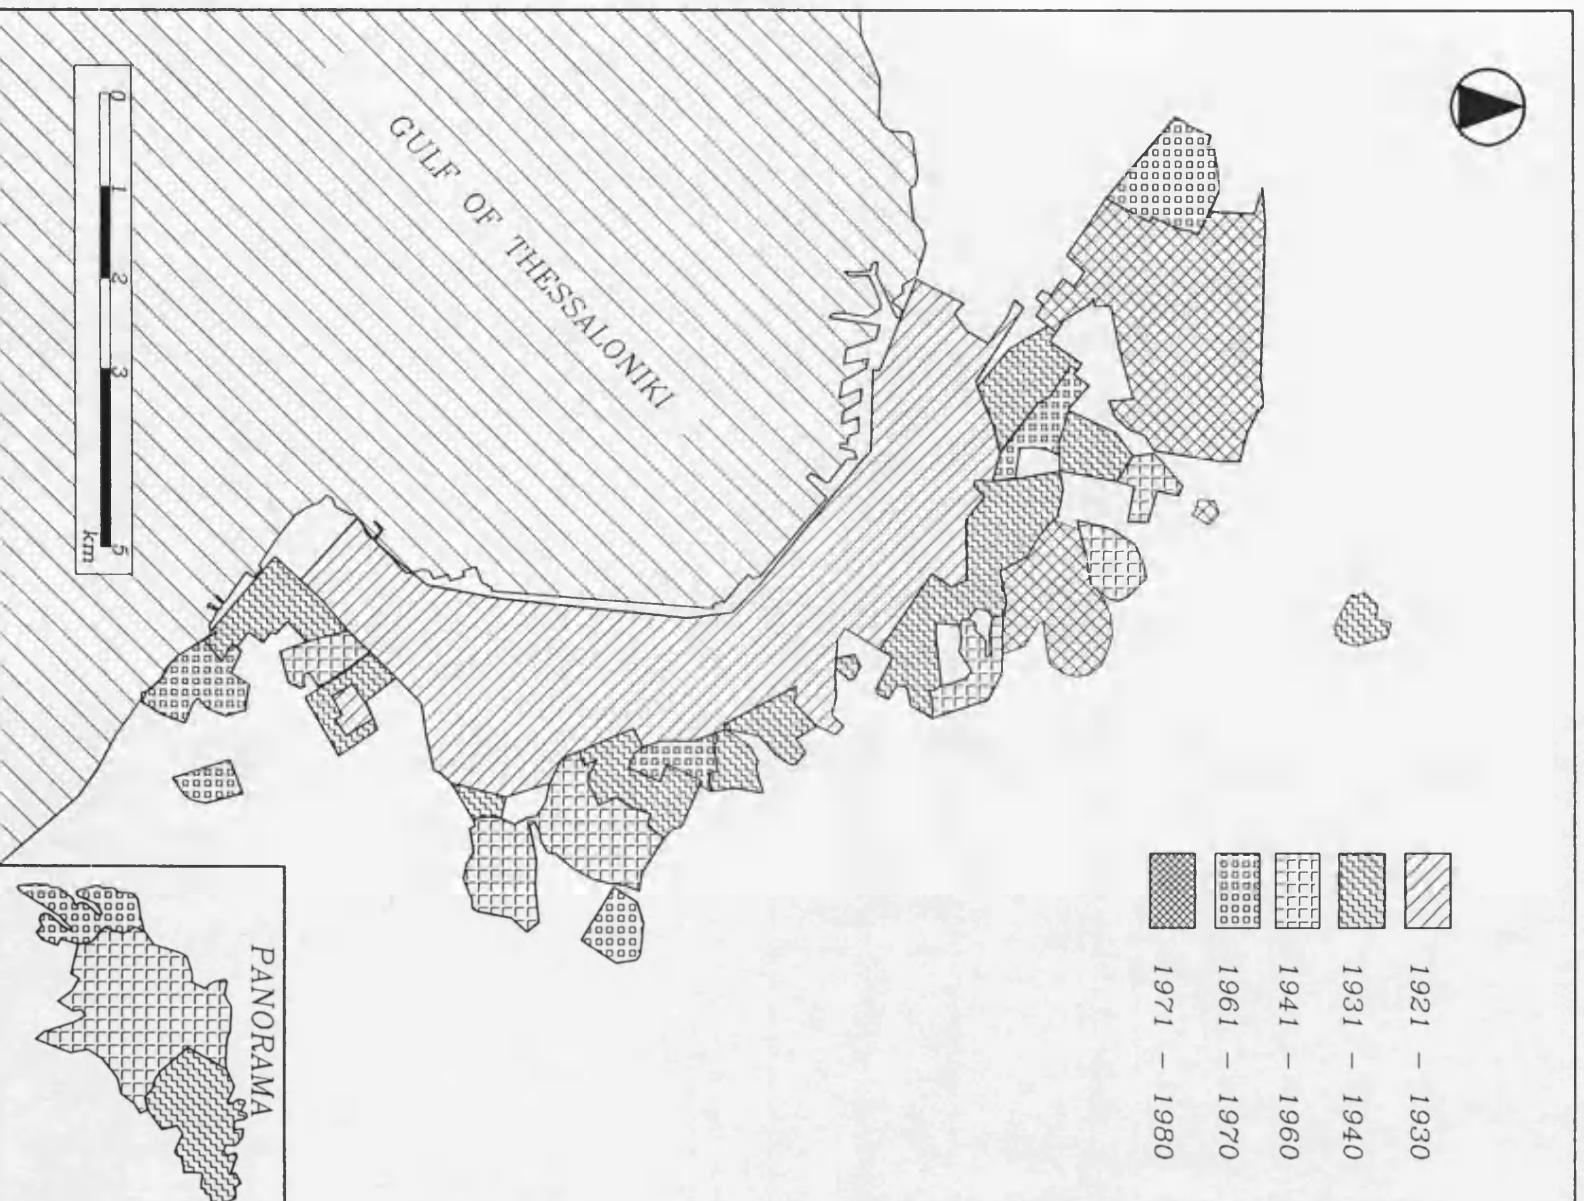 GULF OF THESSALONIKI
0 1 2 3 5
km
1921 - 1930
1931 - 1940
1941 - 1960
1961 - 1970
1971 - 1980
PANORAMA